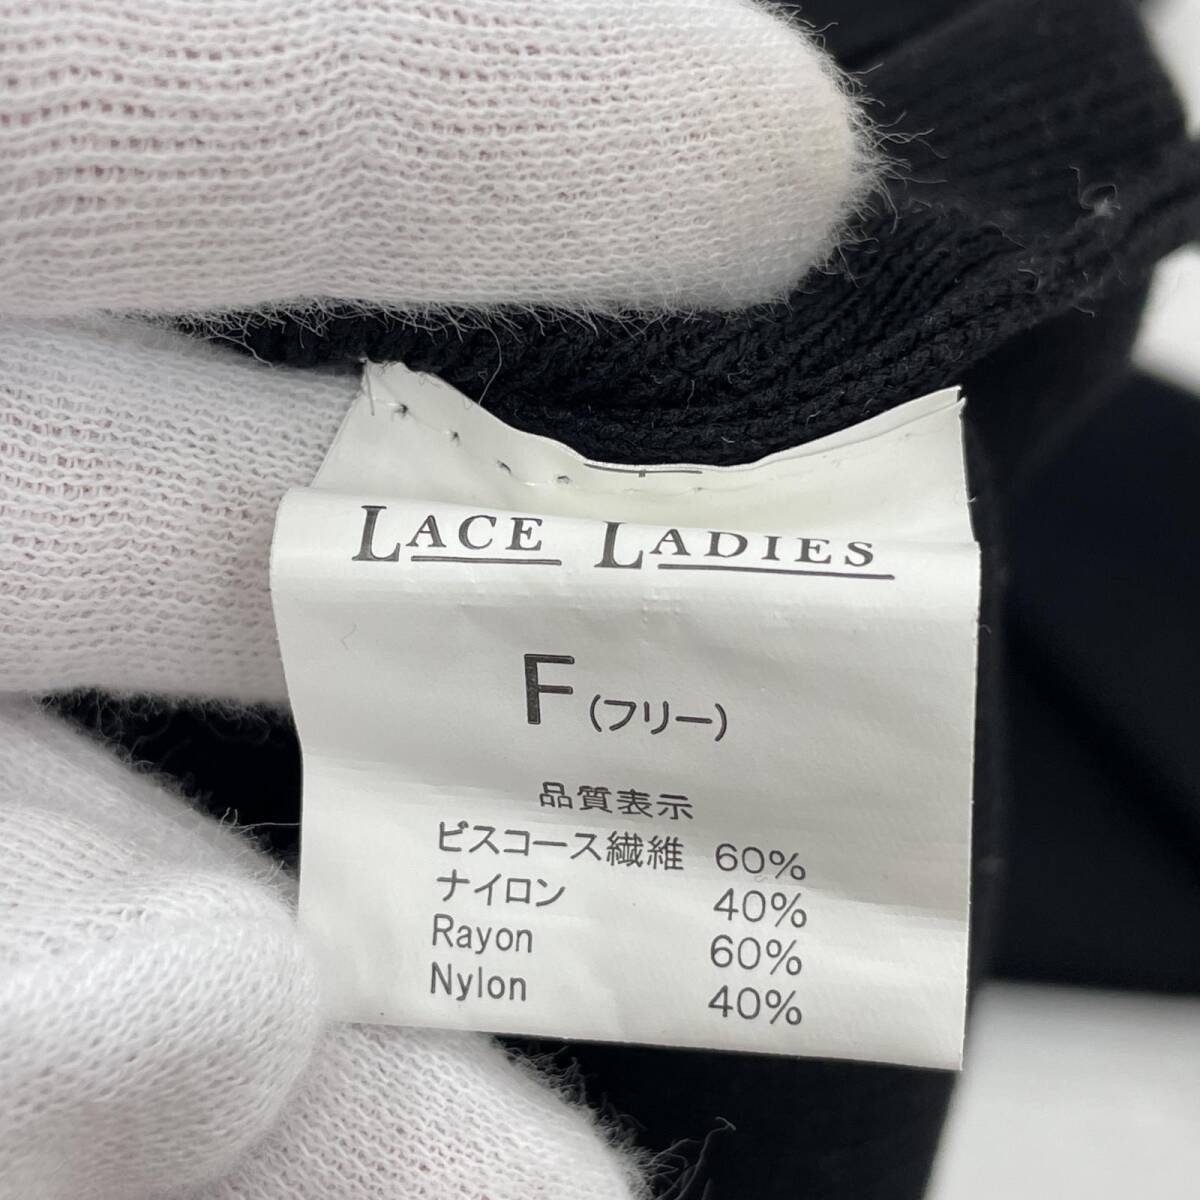 LACE LADIES
F (フリー)
品質表示
ビスコース繊維 60%
ナイロン 40%
Rayon 60%
Nylon 40%